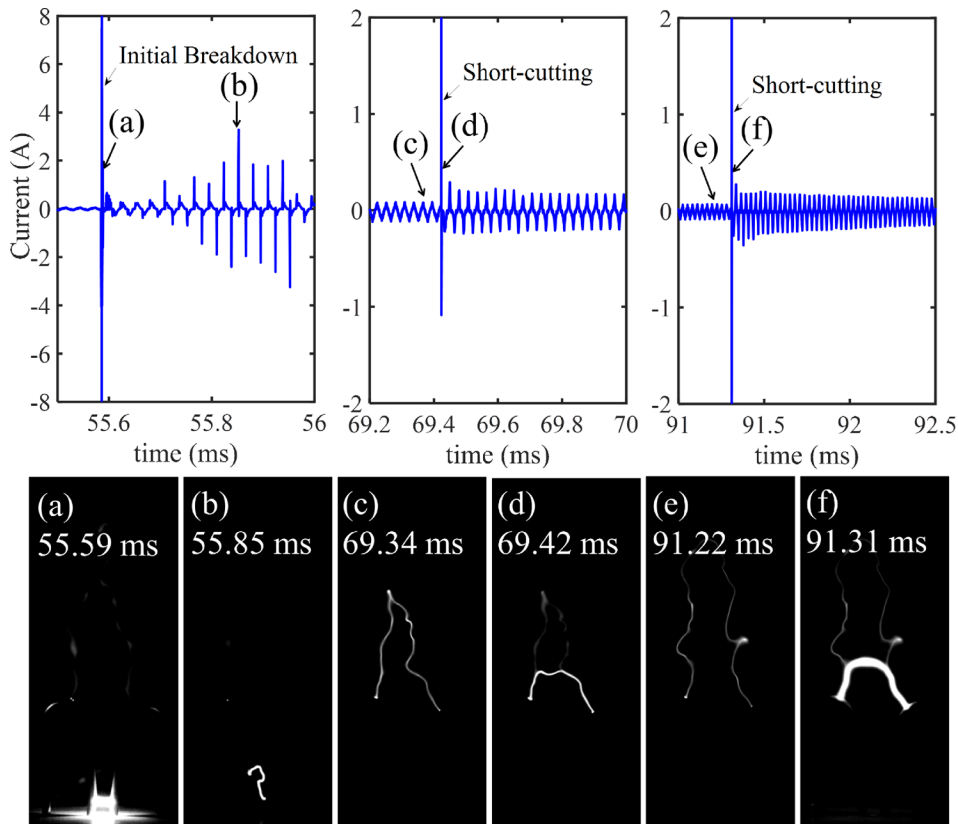 8
6
4
2
0
-2
-4
-6
-8
Current (A)
Initial Breakdown
(a)
(b)
55.6
55.8
56
time (ms)
2
1
0
-1
-2
Short-cutting
(c)
(d)
69.2
69.4
69.6
69.8
70
time (ms)
2
1
0
-1
-2
Short-cutting
(e)
(f)
91
91.5
92
92.5
time (ms)
(a)
55.59 ms
(b)
55.85 ms
(c)
69.34 ms
(d)
69.42 ms
(e)
91.22 ms
(f)
91.31 ms